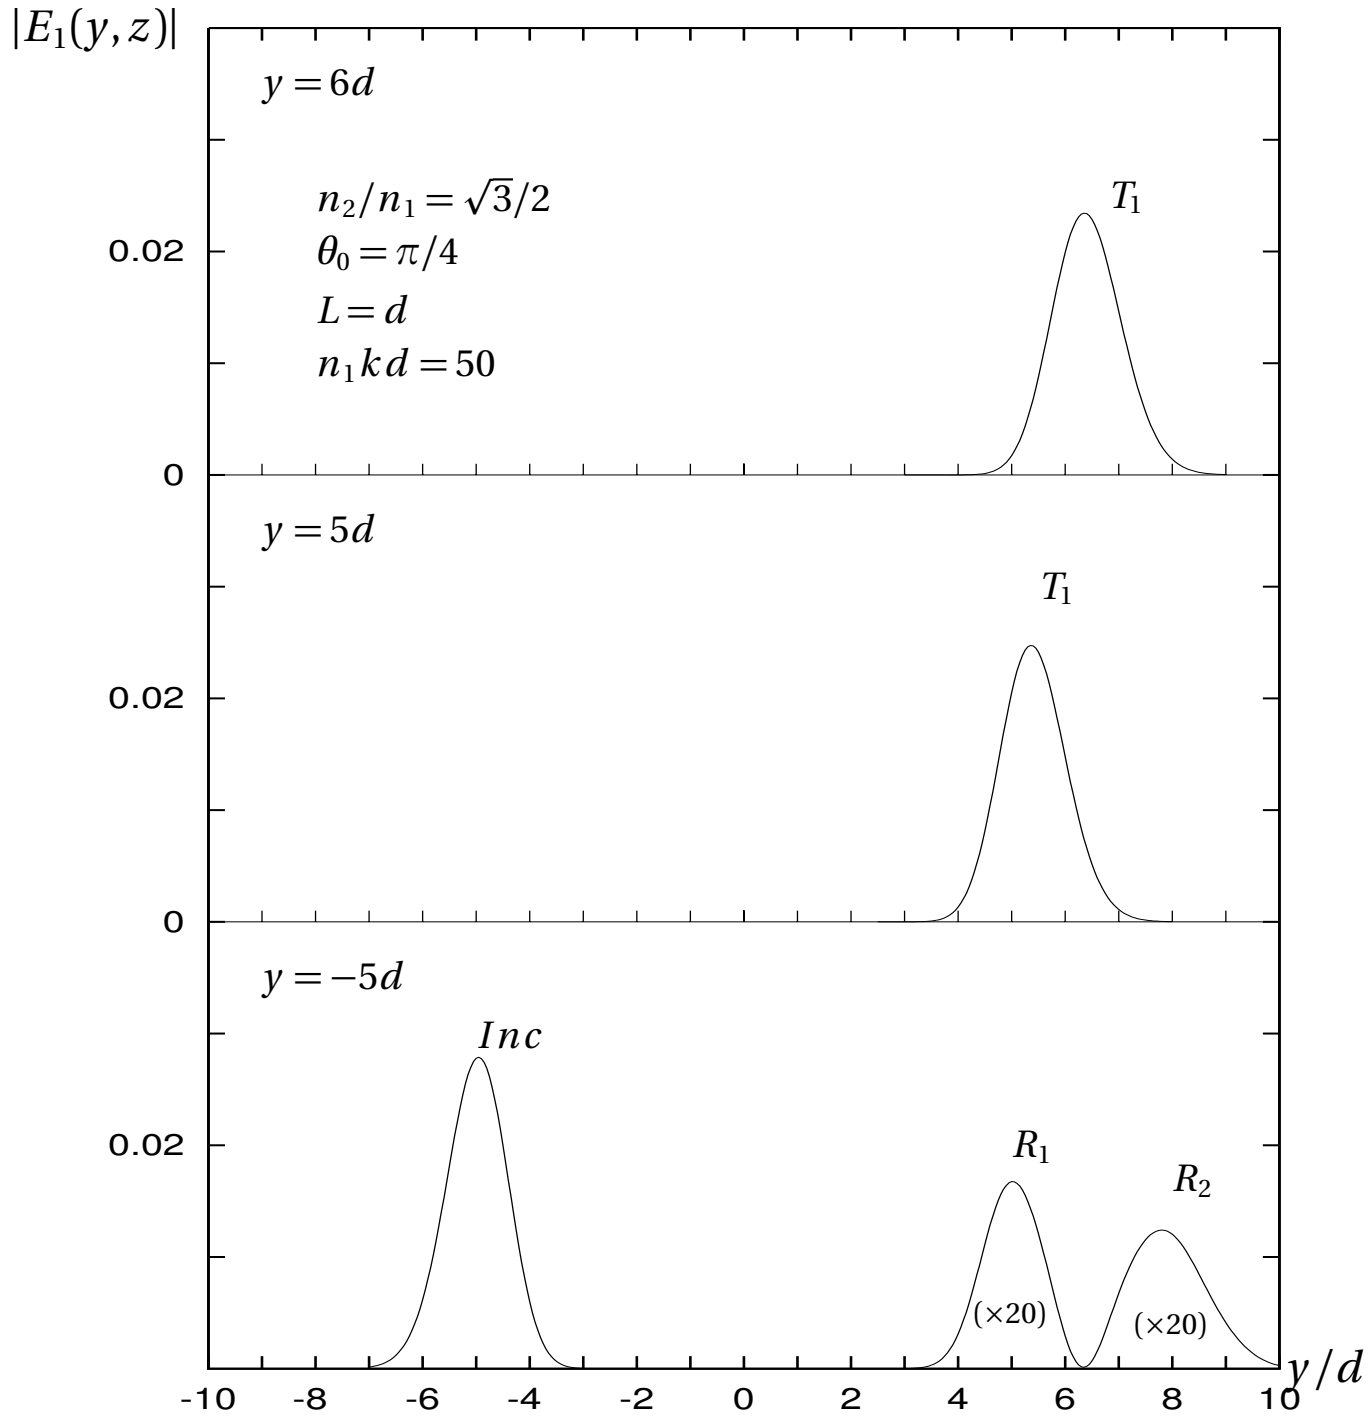 |E₁(y,z)|
y = 6d
n₂/n₁ = √3/2
θ₀ = π/4
L = d
n₁kd = 50
T₁
0.02
0
y = 5d
T₁
0.02
0
y = −5d
Inc
0.02
R₁
R₂
(×20)
(×20)
-10 -8 -6 -4 -2 0 2 4 6 8 10
y/d